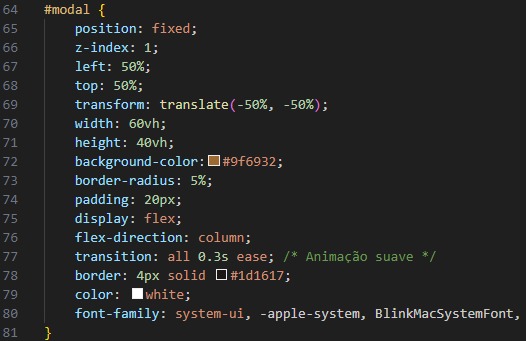 64 #modal {
65 position: fixed;
66 z-index: 1;
67 left: 50%;
68 top: 50%;
69 transform: translate(-50%, -50%);
70 width: 60vh;
71 height: 40vh;
72 background-color: #9f6932;
73 border-radius: 5%;
74 padding: 20px;
75 display: flex;
76 flex-direction: column;
77 transition: all 0.3s ease; /* Animação suave */
78 border: 4px solid #1d1617;
79 color: white;
80 font-family: system-ui, -apple-system, BlinkMacSystemFont,
81 }